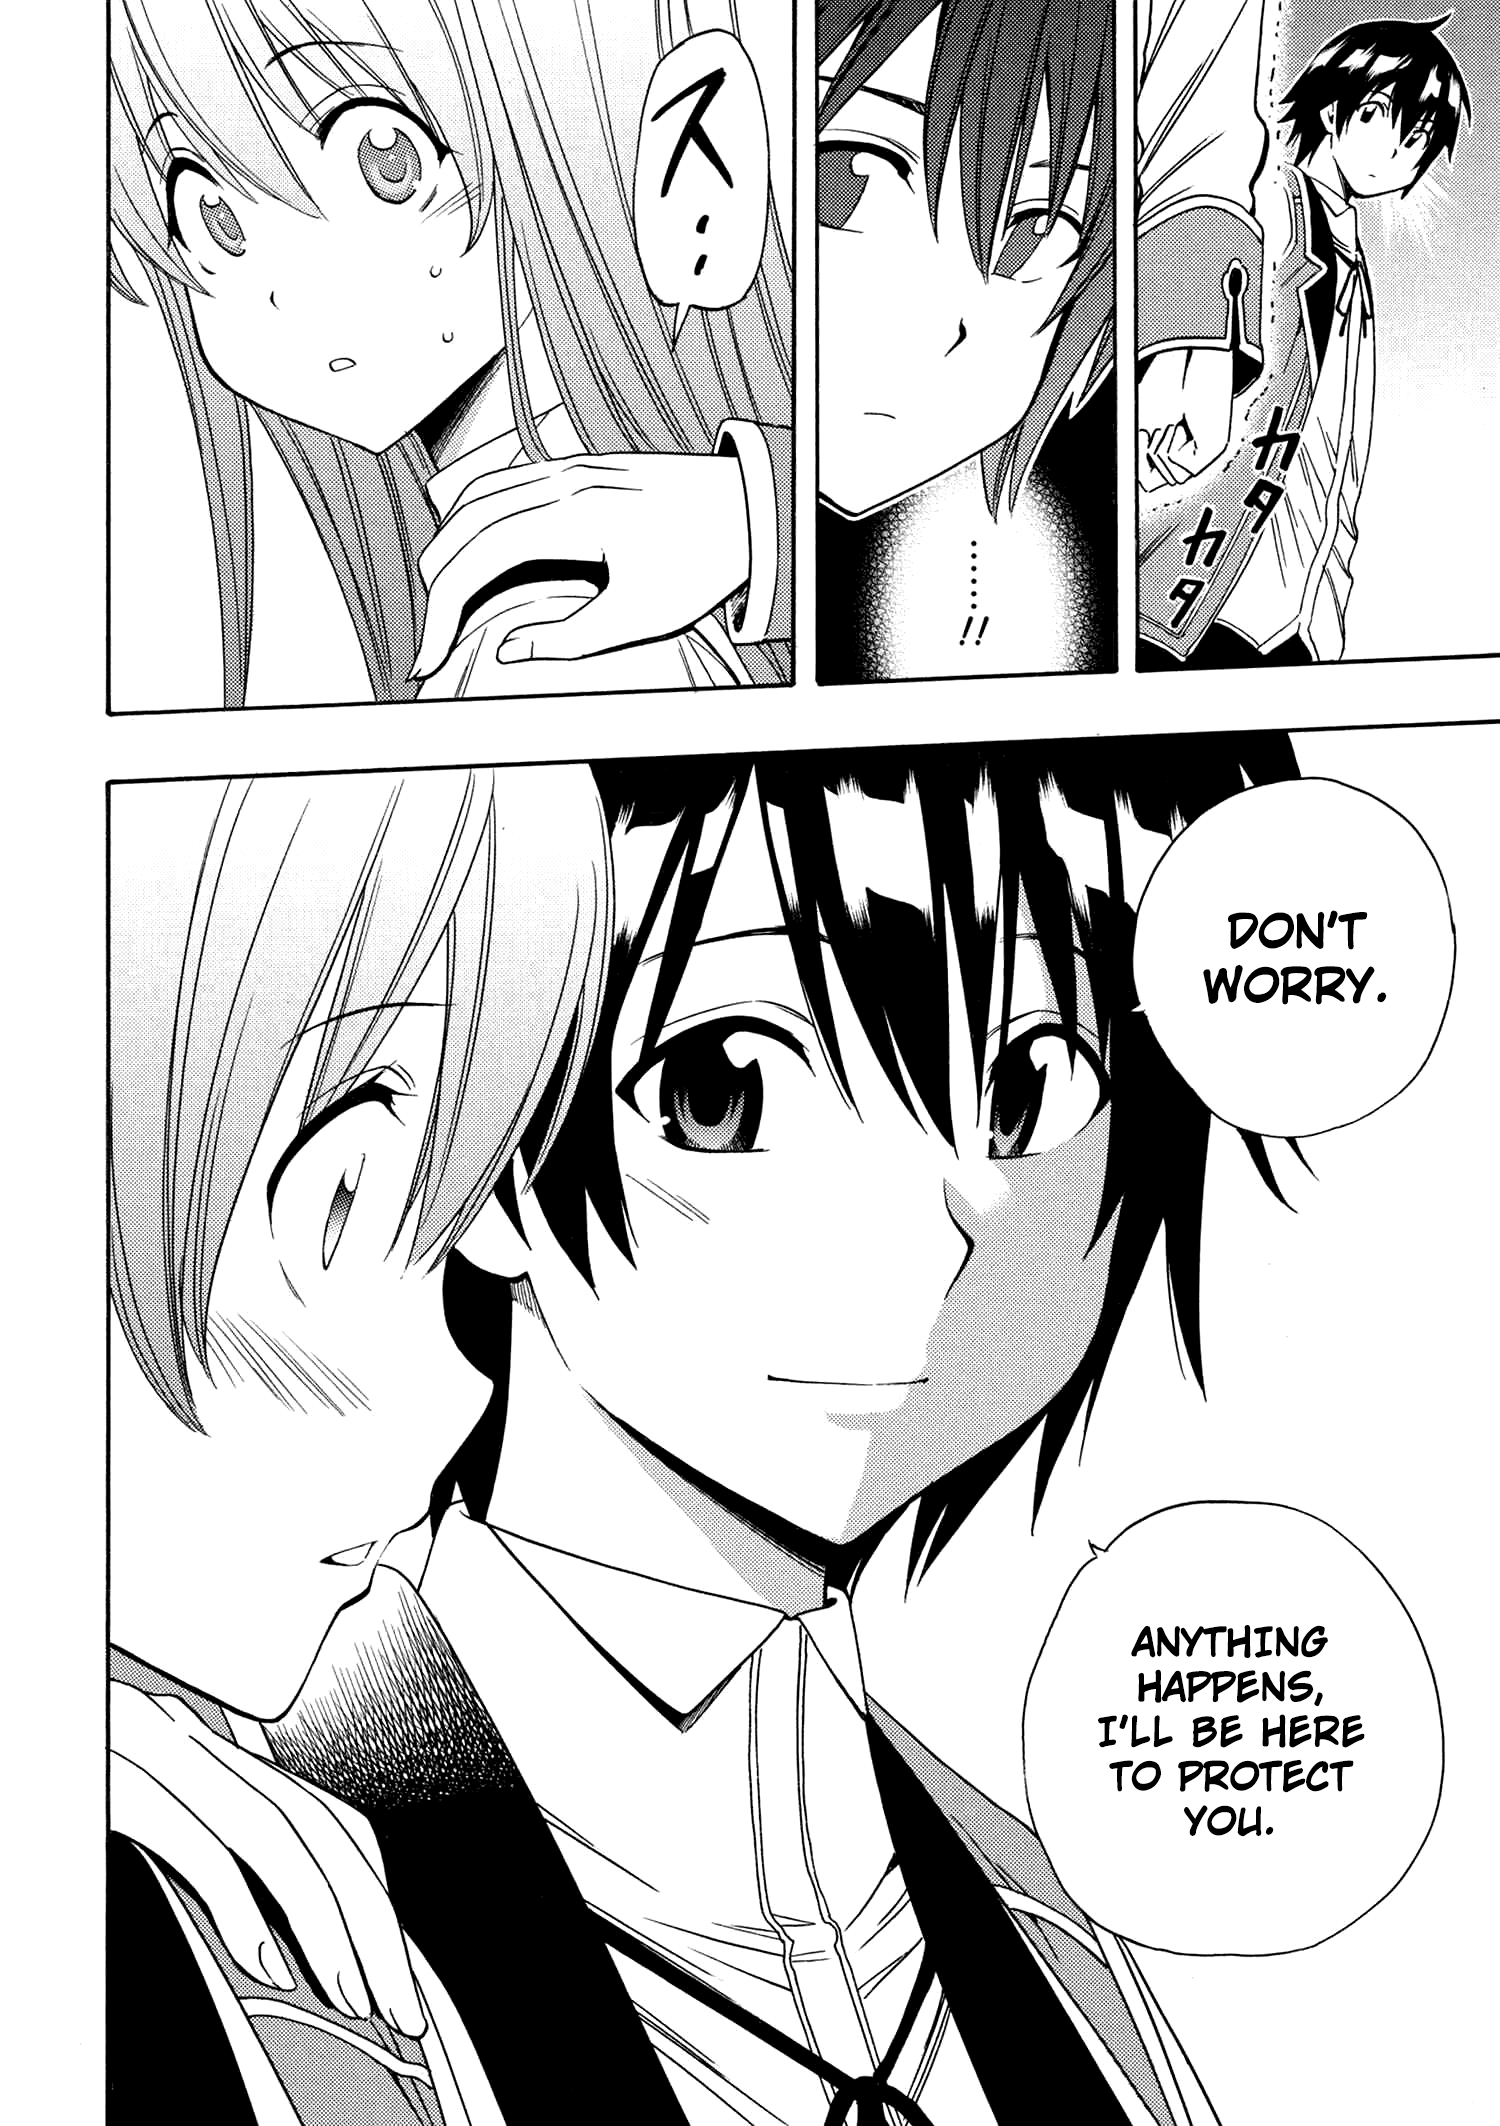 カタ
カタ
……!!
ス…
DON'T
WORRY.
ANYTHING
HAPPENS,
I'LL BE HERE
TO PROTECT
YOU.